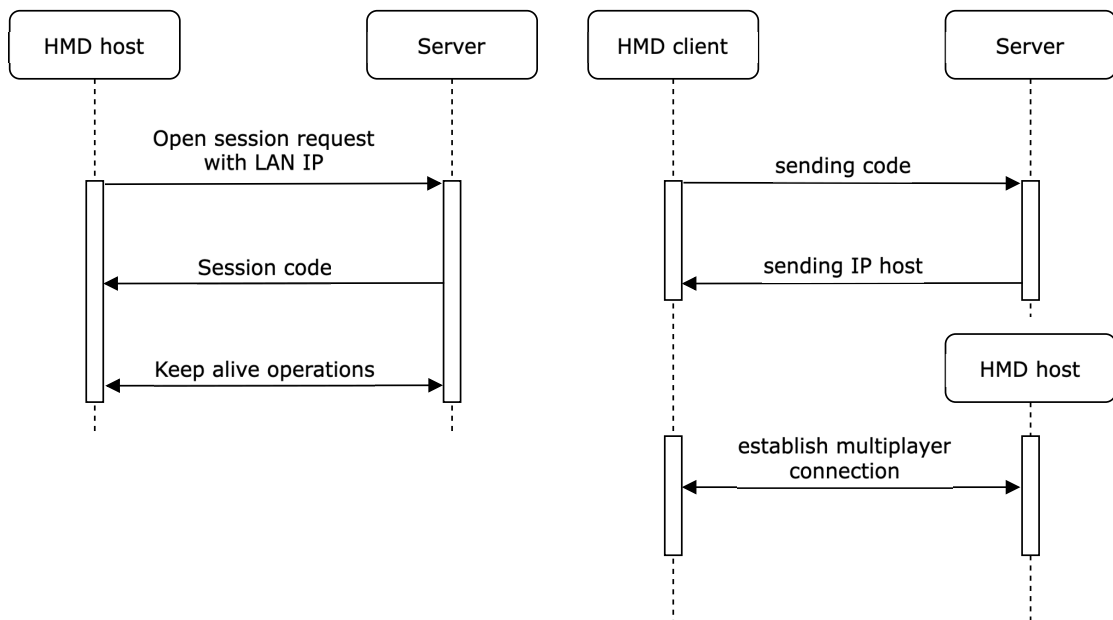 HMD host
Server
Open session request
with LAN IP
Session code
Keep alive operations
HMD client
Server
sending code
sending IP host
HMD host
establish multiplayer
connection